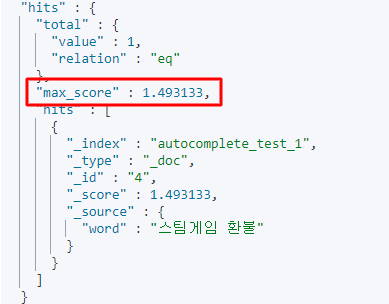 "hits" : {
"total" : {
"value" : 1,
"relation" : "eq"
},
"max_score" : 1.493133,
"hits" : [
{
"_index" : "autocomplete_test_1",
"_type" : "_doc",
"_id" : "4",
"_score" : 1.493133,
"_source" : {
"word" : "스팀게임 환불"
}
}
]
}